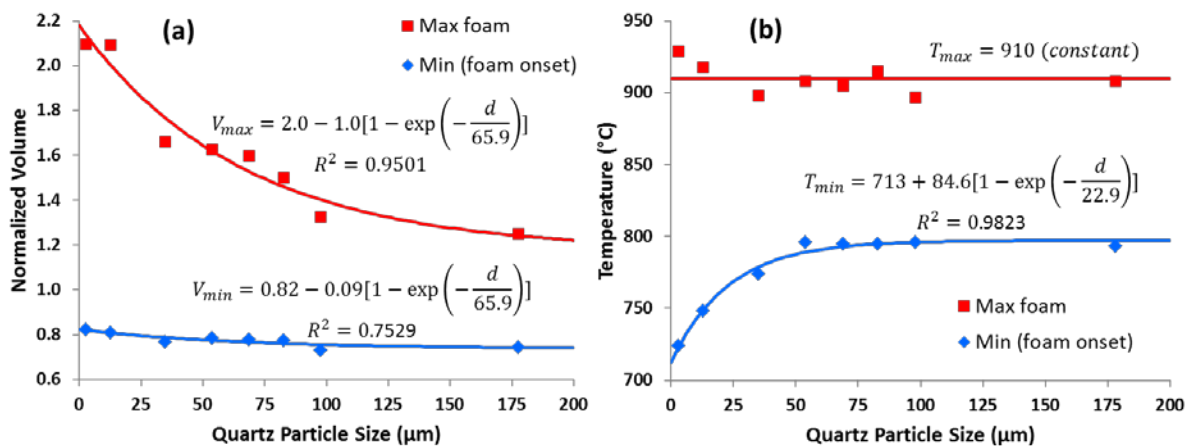 (a)
Max foam
Min (foam onset)
V_max = 2.0 − 1.0[1 − exp(−d/65.9)]
R² = 0.9501
V_min = 0.82 − 0.09[1 − exp(−d/65.9)]
R² = 0.7529
Normalized Volume
2.2
2.0
1.8
1.6
1.4
1.2
1.0
0.8
0.6
0 25 50 75 100 125 150 175 200
Quartz Particle Size (µm)
(b)
T_max = 910 (constant)
T_min = 713 + 84.6[1 − exp(−d/22.9)]
R² = 0.9823
Max foam
Min (foam onset)
Temperature (°C)
950
900
850
800
750
700
0 25 50 75 100 125 150 175 200
Quartz Particle Size (µm)